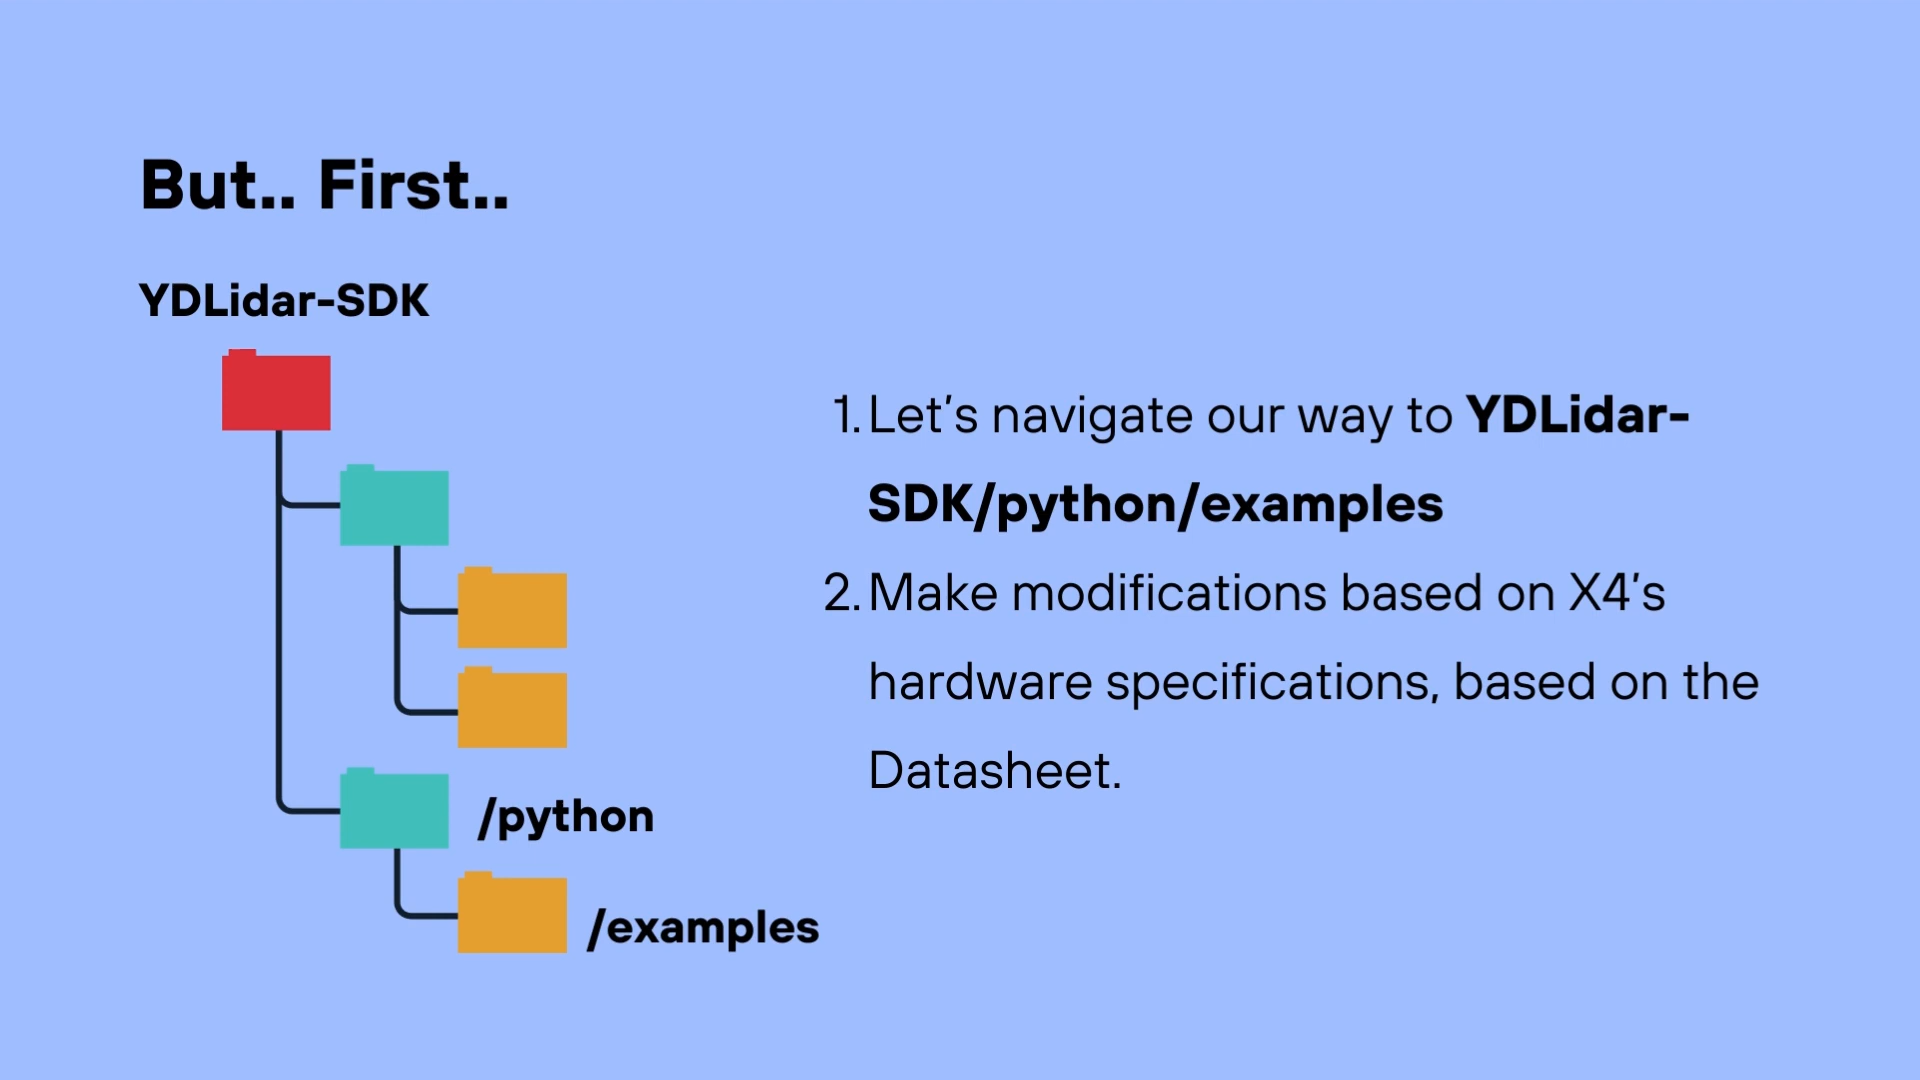 But.. First..
YDLidar-SDK
/python
/examples
1. Let's navigate our way to YDLidar-
SDK/python/examples
2. Make modifications based on X4's
hardware specifications, based on the
Datasheet.